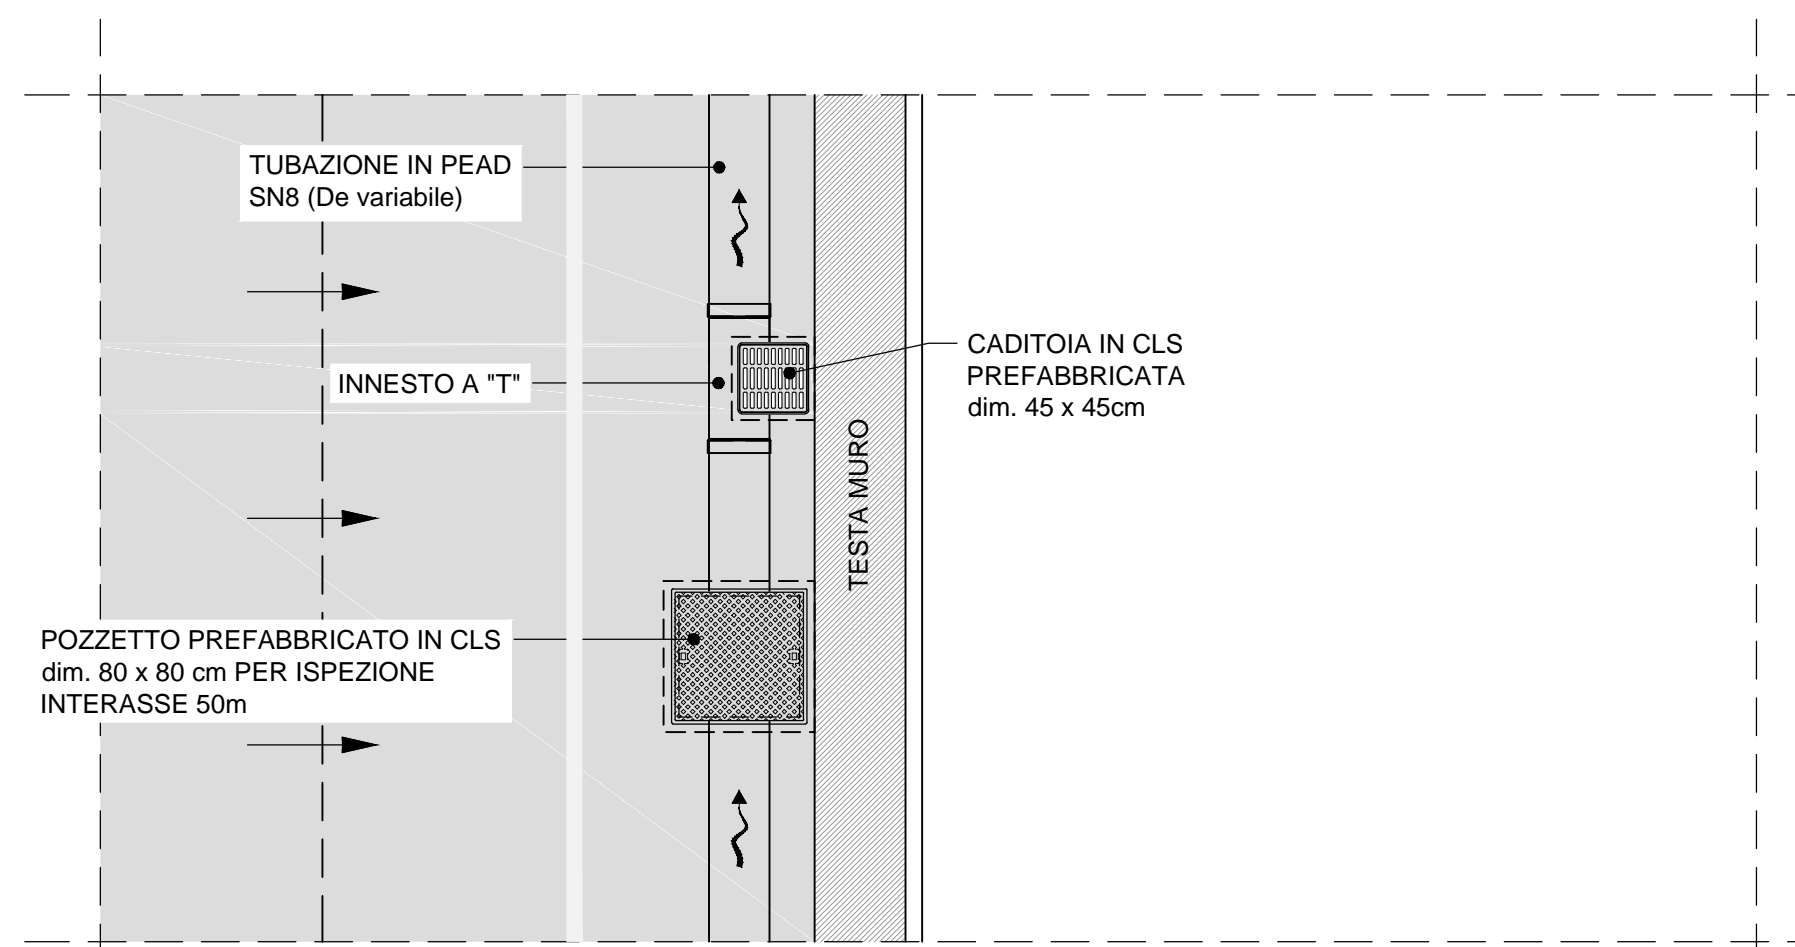 TUBAZIONE IN PEAD
SN8 (De variabile)
CADITOIA IN CLS
PREFABBRICATA
dim. 45 x 45cm
INNESTO A "T"
TESTA MURO
POZZETTO PREFABBRICATO IN CLS
dim. 80 x 80 cm PER ISPEZIONE
INTERASSE 50m